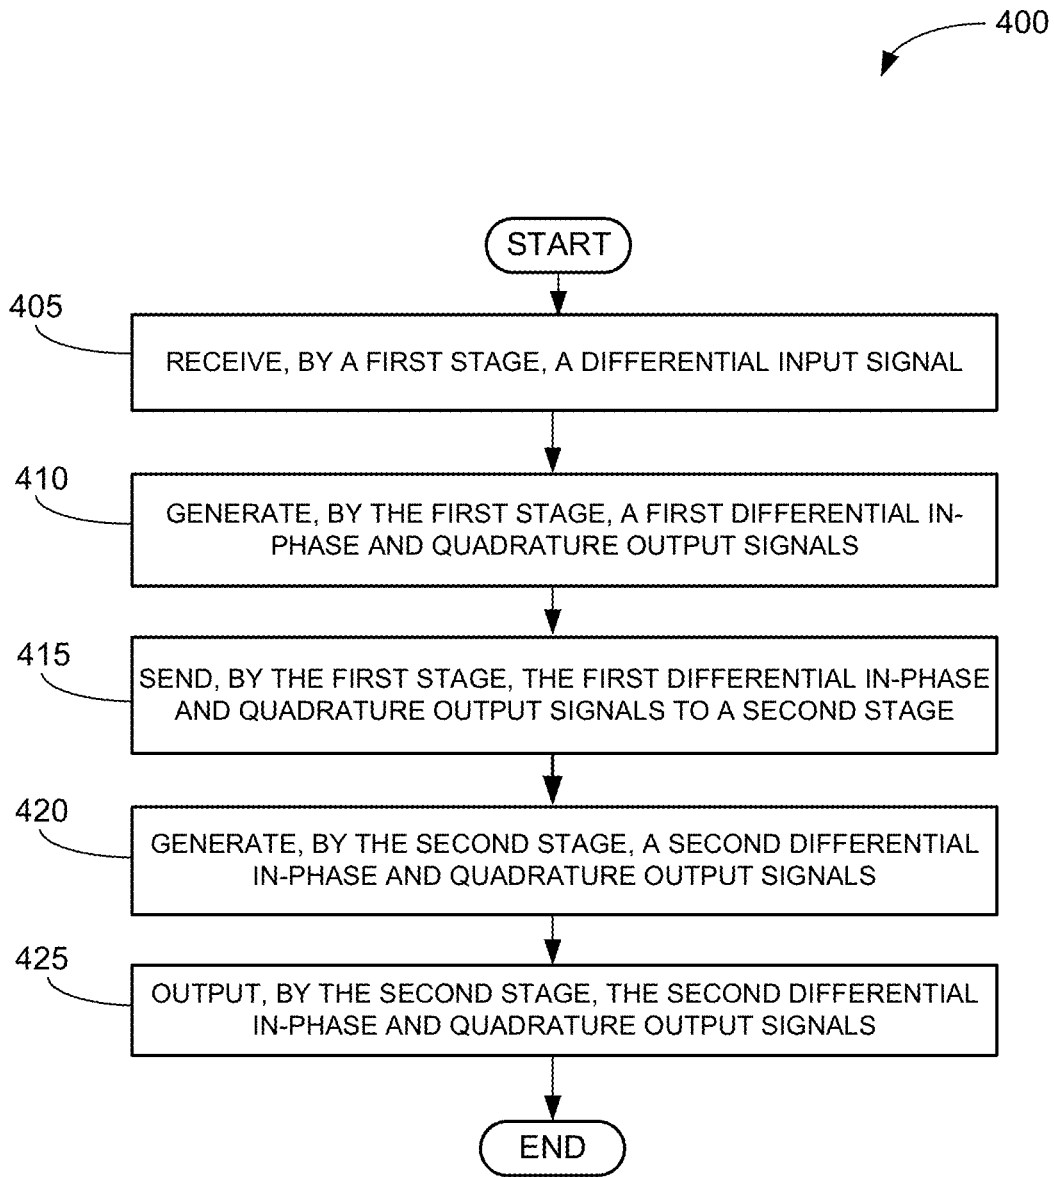 400
START
405
RECEIVE, BY A FIRST STAGE, A DIFFERENTIAL INPUT SIGNAL
410
GENERATE, BY THE FIRST STAGE, A FIRST DIFFERENTIAL IN-
PHASE AND QUADRATURE OUTPUT SIGNALS
415
SEND, BY THE FIRST STAGE, THE FIRST DIFFERENTIAL IN-PHASE
AND QUADRATURE OUTPUT SIGNALS TO A SECOND STAGE
420
GENERATE, BY THE SECOND STAGE, A SECOND DIFFERENTIAL
IN-PHASE AND QUADRATURE OUTPUT SIGNALS
425
OUTPUT, BY THE SECOND STAGE, THE SECOND DIFFERENTIAL
IN-PHASE AND QUADRATURE OUTPUT SIGNALS
END